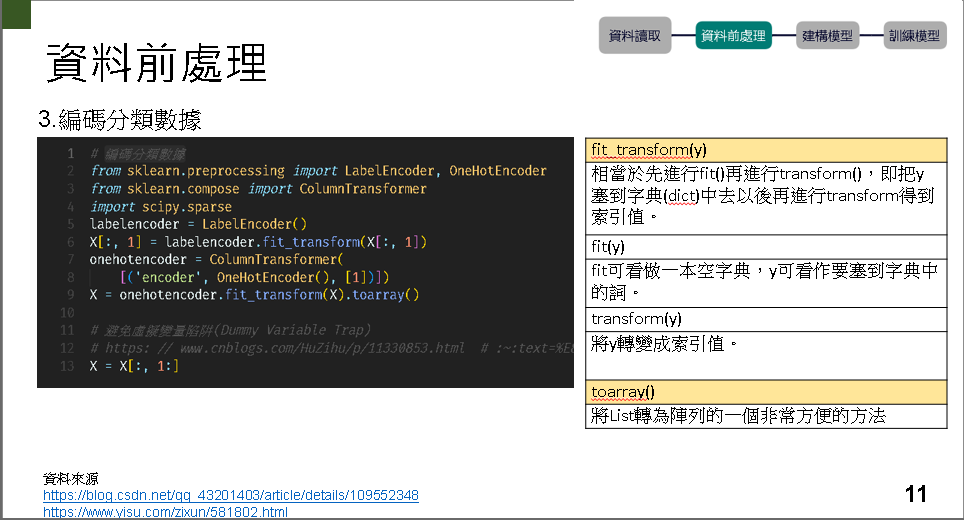 資料讀取
資料前處理
建構模型
訓練模型
資料前處理
3.編碼分類數據
1 # 編碼分類數據
2 from sklearn.preprocessing import LabelEncoder, OneHotEncoder
3 from sklearn.compose import ColumnTransformer
4 import scipy.sparse
5 labelencoder = LabelEncoder()
6 X[:, 1] = labelencoder.fit_transform(X[:, 1])
7 onehotencoder = ColumnTransformer(
8 [('encoder', OneHotEncoder(), [1])])
9 X = onehotencoder.fit_transform(X).toarray()
10
11 # 避免虛擬變量陷阱(Dummy Variable Trap)
12 # https: // www.cnblogs.com/HuZihu/p/11330853.html # :~:text=%E
13 X = X[:, 1:]
fit_transform(y)
相當於先進行fit()再進行transform()，即把y
塞到字典(dict)中去以後再進行transform得到
索引值。
fit(y)
fit可看做一本空字典，y可看作要塞到字典中
的詞。
transform(y)
將y轉變成索引值。
toarray()
將List轉為陣列的一個非常方便的方法
資料來源
https://blog.csdn.net/qq_43201403/article/details/109552348
https://www.yisu.com/zixun/581802.html
11